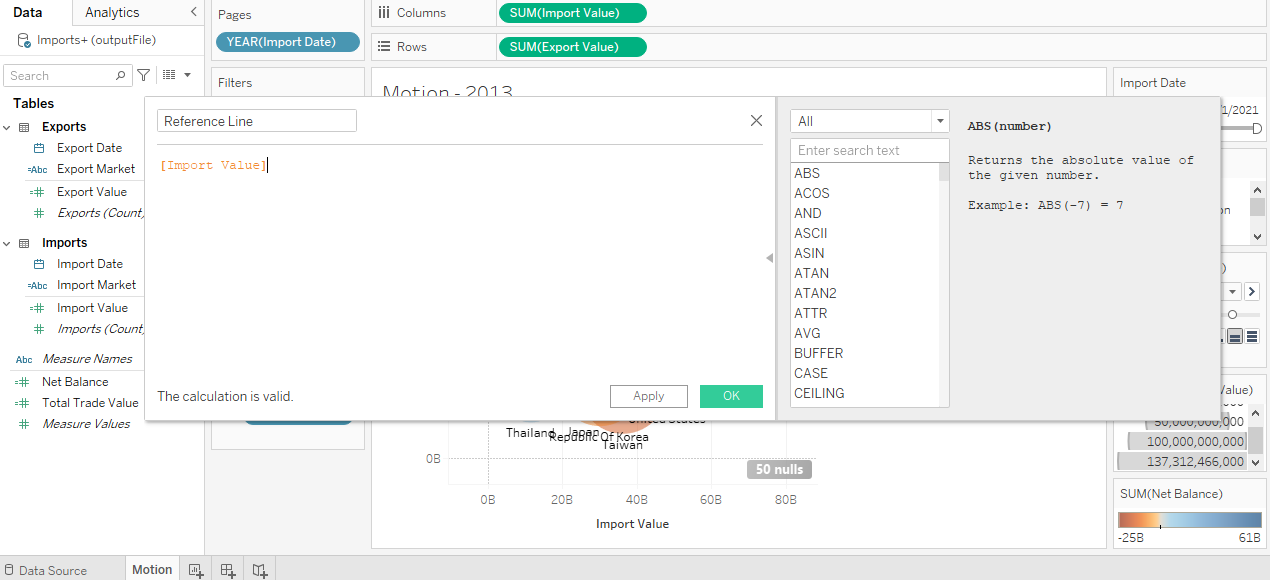 Data
Analytics
Pages
Columns
SUM(Import Value)
Imports+ (outputFile)
YEAR(Import Date)
Rows
SUM(Export Value)
Search
Filters
Motion - 2013
Import Date
Tables
/1/2021
Exports
Export Date
Export Market
Export Value
Exports (Count)
Imports
Import Date
Import Market
Import Value
Imports (Count)
Abc
Measure Names
Net Balance
Total Trade Value
Measure Values
Reference Line
[Import Value]
The calculation is valid.
Apply
OK
All
Enter search text
ABS
ACOS
AND
ASCII
ASIN
ATAN
ATAN2
ATTR
AVG
BUFFER
CASE
CEILING
ABS(number)
Returns the absolute value of
the given number.
Example: ABS(-7) = 7
on
)
Value)
50,000,000,000
100,000,000,000
137,312,466,000
SUM(Net Balance)
-25B
61B
United States
Thailand
Japan
Republic Of Korea
Taiwan
0B
50 nulls
0B
20B
40B
60B
80B
Import Value
Data Source
Motion